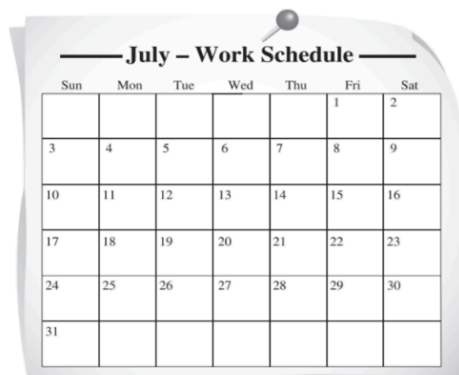 July – Work Schedule
Sun Mon Tue Wed Thu Fri Sat
1 2
3 4 5 6 7 8 9
10 11 12 13 14 15 16
17 18 19 20 21 22 23
24 25 26 27 28 29 30
31